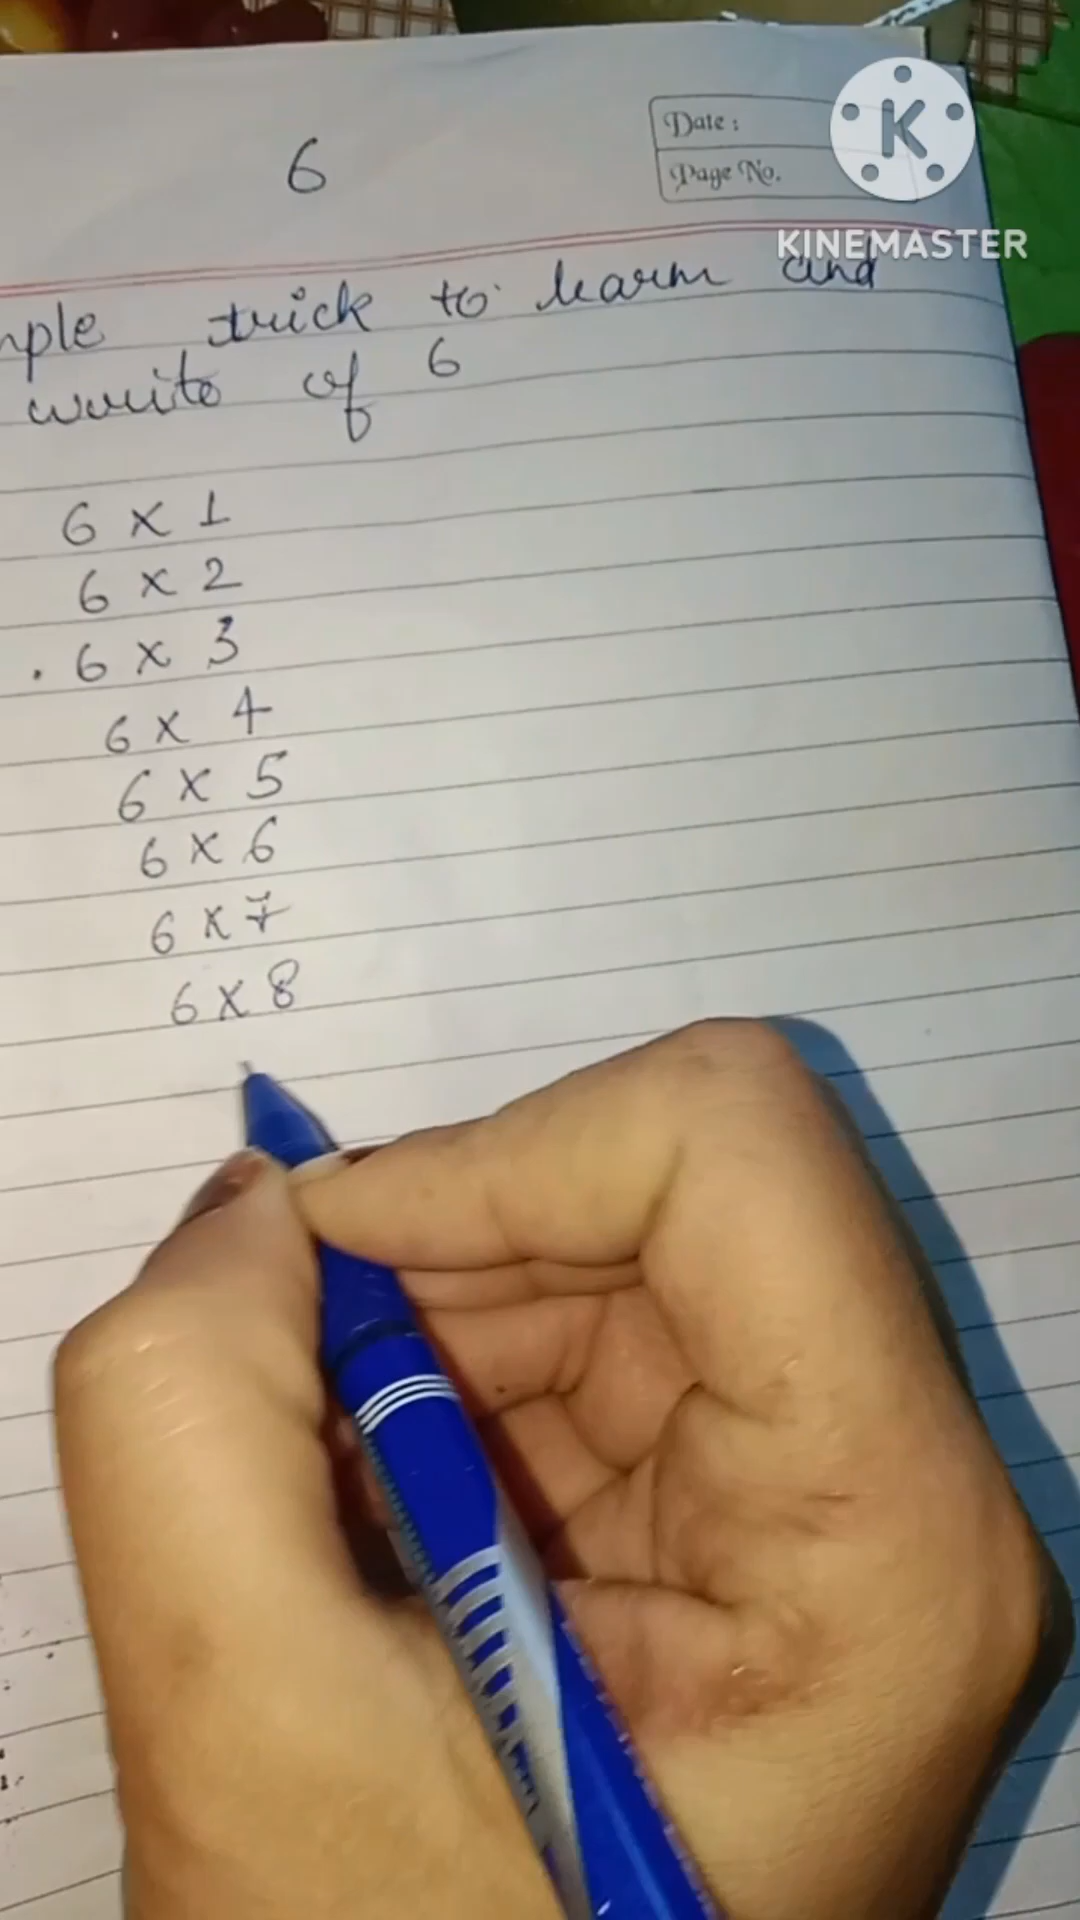 6
Date :
Page No.
K
KINEMASTER
mple trick to learn and
write of 6
6 x 1
6 x 2
. 6 x 3
6 x 4
6 x 5
6 x 6
6 x 7
6 x 8